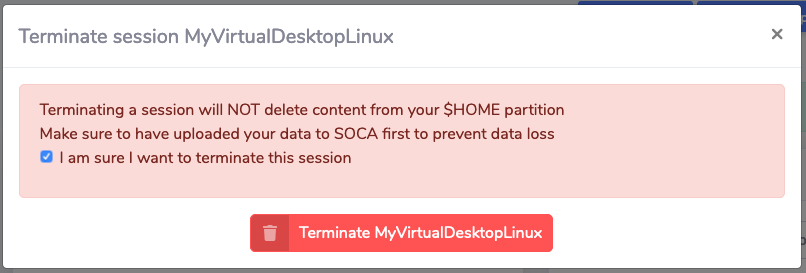 Terminate session MyVirtualDesktopLinux
×
Terminating a session will NOT delete content from your $HOME partition
Make sure to have uploaded your data to SOCA first to prevent data loss
I am sure I want to terminate this session
Terminate MyVirtualDesktopLinux